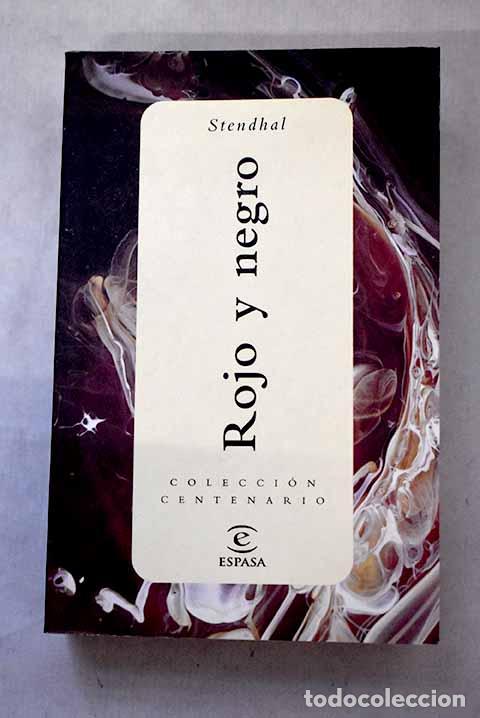 Stendhal
Rojo y negro
COLECCIÓN
CENTENARIO
e
ESPASA
todocoleccion